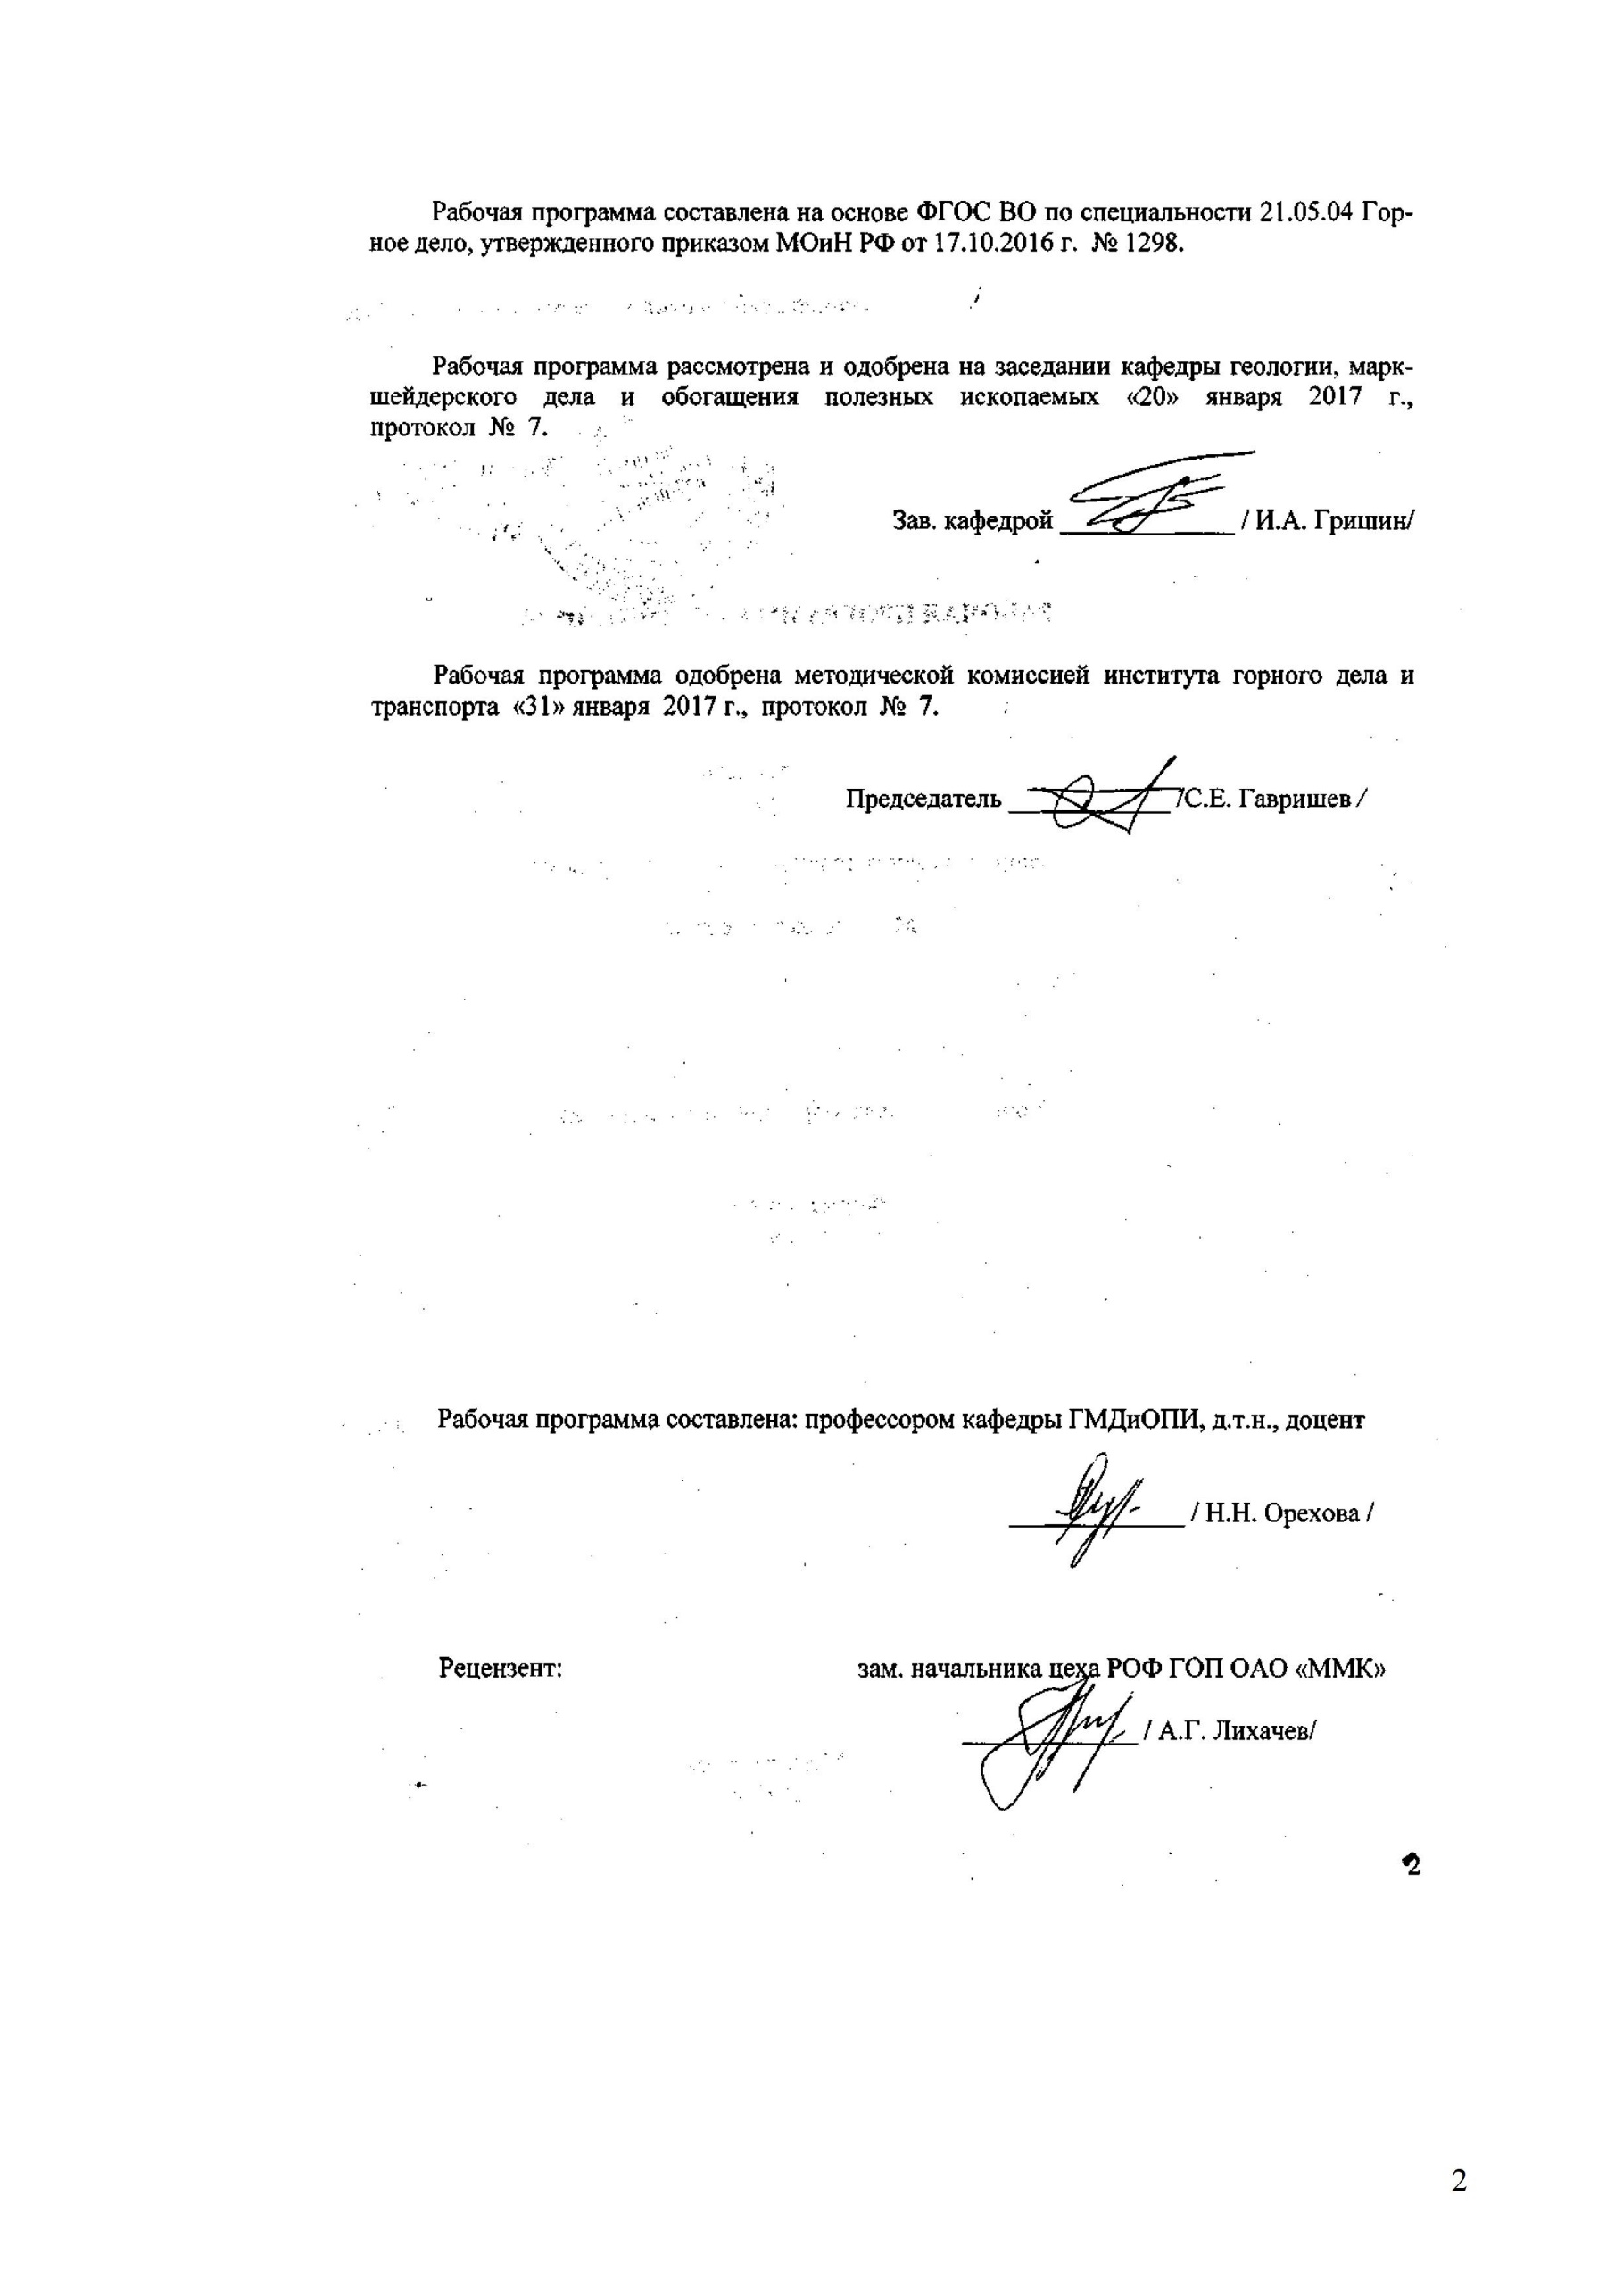 Рабочая программа составлена на основе ФГОС ВО по специальности 21.05.04 Гор-
ное дело, утвержденного приказом МОиН РФ от 17.10.2016 г. № 1298.
Рабочая программа рассмотрена и одобрена на заседании кафедры геологии, марк-
шейдерского дела и обогащения полезных ископаемых «20» января 2017 г.,
протокол № 7.
Зав. кафедрой / И.А. Гришин/
Рабочая программа одобрена методической комиссией института горного дела и
транспорта «31» января 2017 г., протокол № 7.
Председатель /С.Е. Гавришев /
Рабочая программа составлена: профессором кафедры ГМДиОПИ, д.т.н., доцент
/ Н.Н. Орехова /
Рецензент: зам. начальника цеха РОФ ГОП ОАО «ММК»
/ А.Г. Лихачев/
2
2